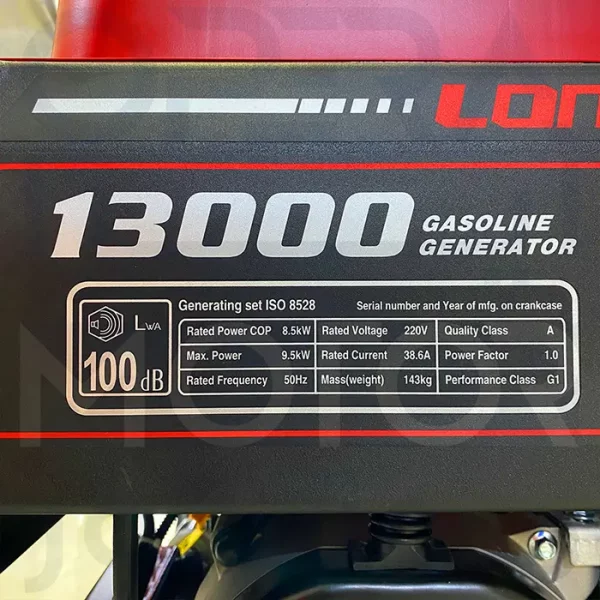 LON
13000 GASOLINE
GENERATOR
Generating set ISO 8528 Serial number and Year of mfg. on crankcase
LWA
100 dB
Rated Power COP 8.5kW Rated Voltage 220V Quality Class A
Max. Power 9.5kW Rated Current 38.6A Power Factor 1.0
Rated Frequency 50Hz Mass(weight) 143kg Performance Class G1
MOTOR